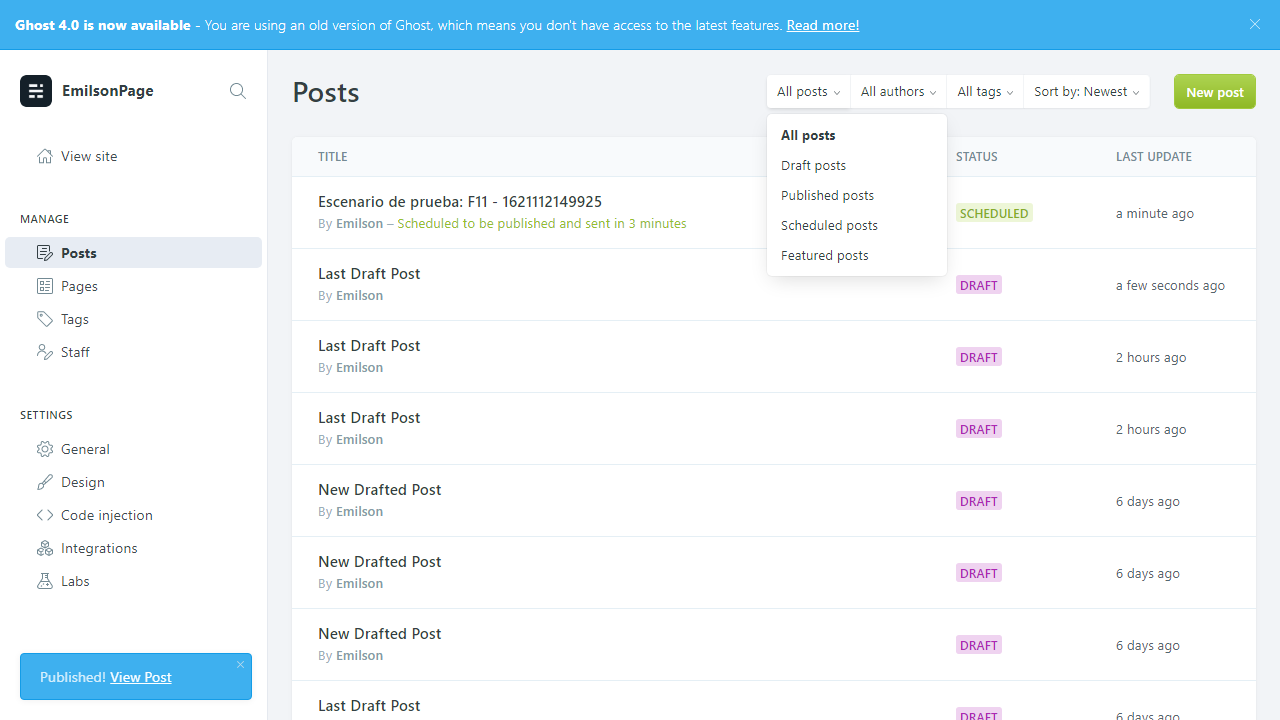 Ghost 4.0 is now available - You are using an old version of Ghost, which means you don't have access to the latest features. Read more!
EmilsonPage
View site
MANAGE
Posts
Pages
Tags
Staff
SETTINGS
General
Design
Code injection
Integrations
Labs
Published! View Post
Posts
All posts
All authors
All tags
Sort by: Newest
New post
All posts
Draft posts
Published posts
Scheduled posts
Featured posts
TITLE
STATUS
LAST UPDATE
Escenario de prueba: F11 - 1621112149925
By Emilson – Scheduled to be published and sent in 3 minutes
SCHEDULED
a minute ago
Last Draft Post
By Emilson
DRAFT
a few seconds ago
Last Draft Post
By Emilson
DRAFT
2 hours ago
Last Draft Post
By Emilson
DRAFT
2 hours ago
New Drafted Post
By Emilson
DRAFT
6 days ago
New Drafted Post
By Emilson
DRAFT
6 days ago
New Drafted Post
By Emilson
DRAFT
6 days ago
Last Draft Post
DRAFT
6 days ago